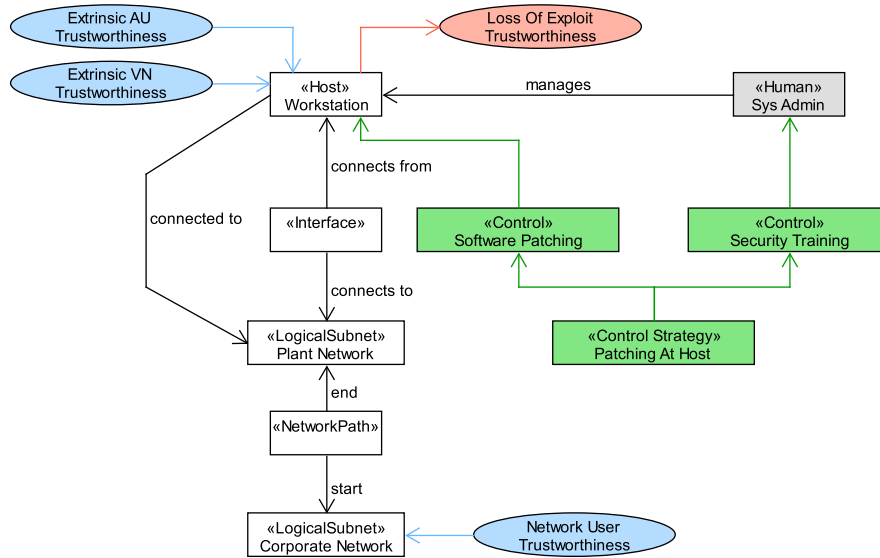 Extrinsic AU
Trustworthiness
Loss Of Exploit
Trustworthiness
Extrinsic VN
Trustworthiness
«Host»
Workstation
manages
«Human»
Sys Admin
connects from
connected to
«Interface»
«Control»
Software Patching
«Control»
Security Training
connects to
«LogicalSubnet»
Plant Network
«Control Strategy»
Patching At Host
end
«NetworkPath»
start
«LogicalSubnet»
Corporate Network
Network User
Trustworthiness